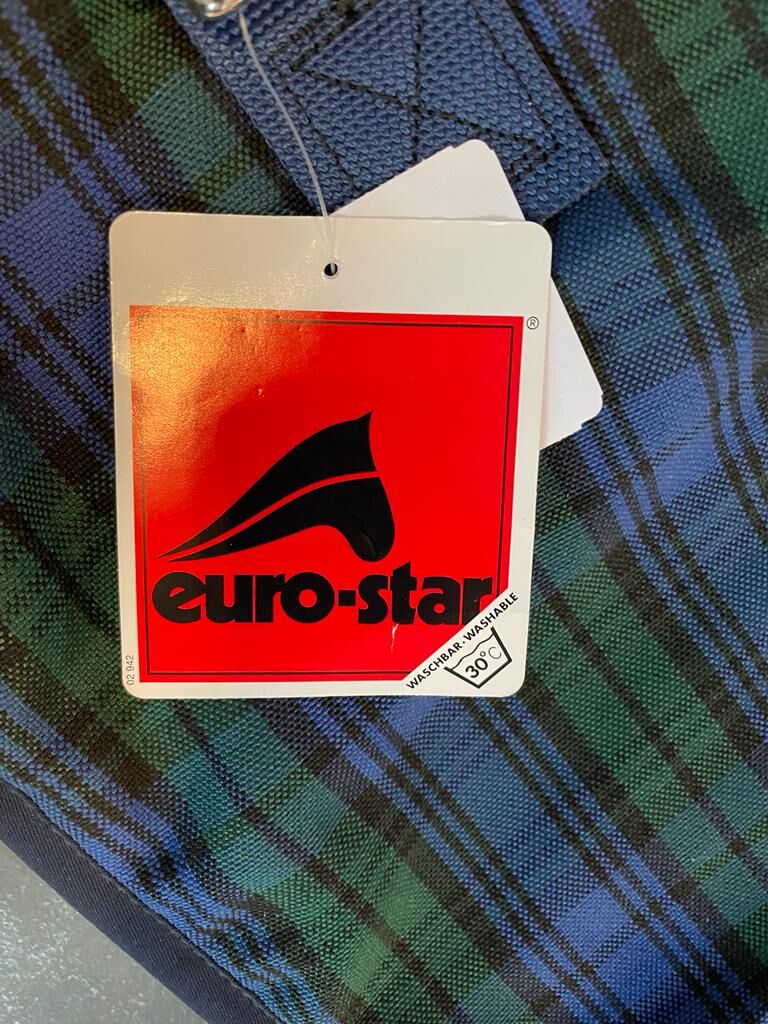 ®
euro-star
WASCHBAR·WASHABLE
30°C
02 942